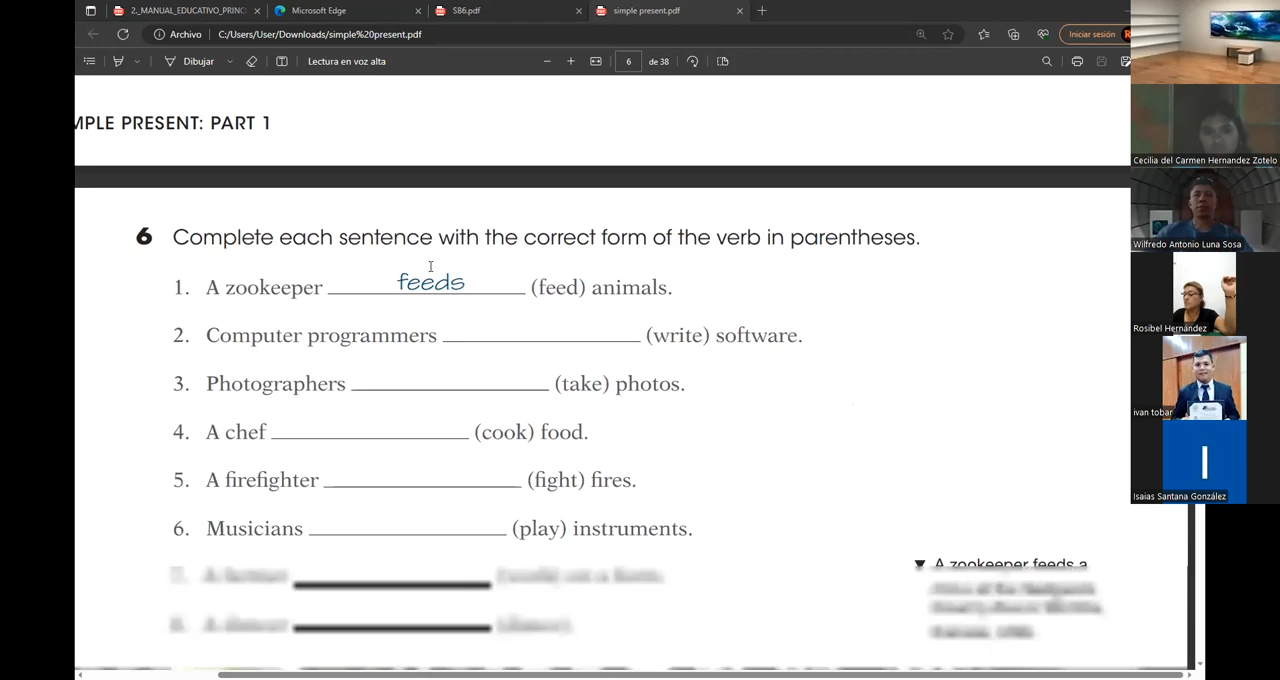 2._MANUAL_EDUCATIVO_PRINC
Microsoft Edge
S86.pdf
simple present.pdf
Archivo
C:/Users/User/Downloads/simple%20present.pdf
Iniciar sesión
R
Dibujar
Lectura en voz alta
6
de 38
MPLE PRESENT: PART 1
6 Complete each sentence with the correct form of the verb in parentheses.
1. A zookeeper feeds (feed) animals.
2. Computer programmers (write) software.
3. Photographers (take) photos.
4. A chef (cook) food.
5. A firefighter (fight) fires.
6. Musicians (play) instruments.
A zookeeper feeds a
Cecilia del Carmen Hernandez Zotelo
Wilfredo Antonio Luna Sosa
Rosibel Hernández
ivan tobar
I
Isaias Santana González